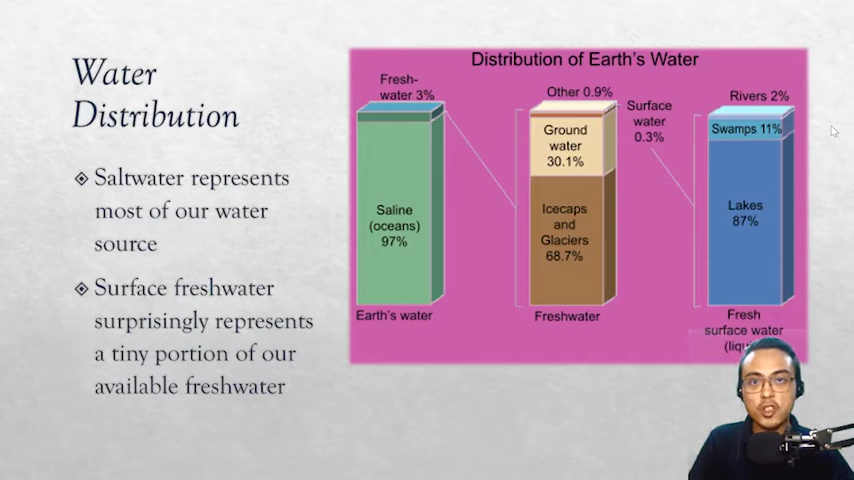 Water
Distribution
Saltwater represents
most of our water
source
Surface freshwater
surprisingly represents
a tiny portion of our
available freshwater
Distribution of Earth's Water
Fresh-
water 3%
Saline
(oceans)
97%
Earth's water
Other 0.9%
Ground
water
30.1%
Icecaps
and
Glaciers
68.7%
Freshwater
Surface
water
0.3%
Rivers 2%
Swamps 11%
Lakes
87%
Fresh
surface water